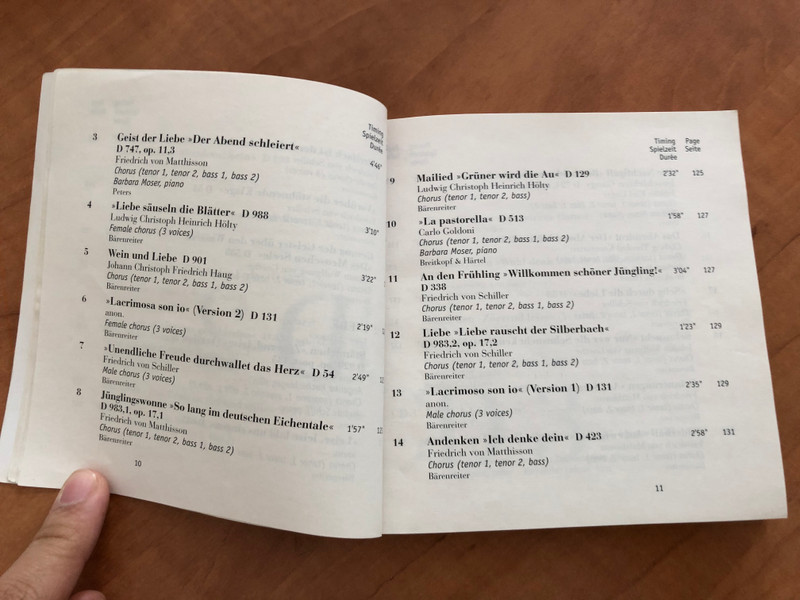 Timing
Spielzeit
Durée
3 Geist der Liebe »Der Abend schleiert« 4'46"
D 747, op. 11,3
Friedrich von Matthisson
Chorus (tenor 1, tenor 2, bass 1, bass 2)
Barbara Moser, piano
Peters
4 »Liebe säuseln die Blätter« D 988 3'10"
Ludwig Christoph Heinrich Hölty
Female chorus (3 voices)
Bärenreiter
5 Wein und Liebe D 901 3'22"
Johann Christoph Friedrich Haug
Chorus (tenor 1, tenor 2, bass 1, bass 2)
Bärenreiter
6 »Lacrimosa son io« (Version 2) D 131 2'19"
anon.
Female chorus (3 voices)
Bärenreiter
7 »Unendliche Freude durchwallet das Herz« D 54 2'49"
Friedrich von Schiller
Male chorus (3 voices)
Bärenreiter
8 Jünglingswonne »So lang im deutschen Eichentale« 1'57"
D 983,1, op. 17,1
Friedrich von Matthisson
Chorus (tenor 1, tenor 2, bass 1, bass 2)
Bärenreiter
10
Timing Page
Spielzeit Seite
Durée
9 Mailied »Grüner wird die Au« D 129 2'32" 125
Ludwig Christoph Heinrich Hölty
Chorus (tenor 1, tenor 2, bass)
Bärenreiter
10 »La pastorella« D 513 1'58" 127
Carlo Goldoni
Chorus (tenor 1, tenor 2, bass 1, bass 2)
Barbara Moser, piano
Breitkopf & Härtel
11 An den Frühling »Willkommen schöner Jüngling!« 3'04" 127
D 338
Friedrich von Schiller
Chorus (tenor 1, tenor 2, bass 1, bass 2)
Bärenreiter
12 Liebe »Liebe rauscht der Silberbach« 1'23" 129
D 983,2, op. 17,2
Friedrich von Schiller
Chorus (tenor 1, tenor 2, bass 1, bass 2)
Bärenreiter
13 »Lacrimoso son io« (Version 1) D 131 2'35" 129
anon.
Male chorus (3 voices)
Bärenreiter
14 Andenken »Ich denke dein« D 423 2'58" 131
Friedrich von Matthisson
Chorus (tenor 1, tenor 2, bass)
Bärenreiter
11